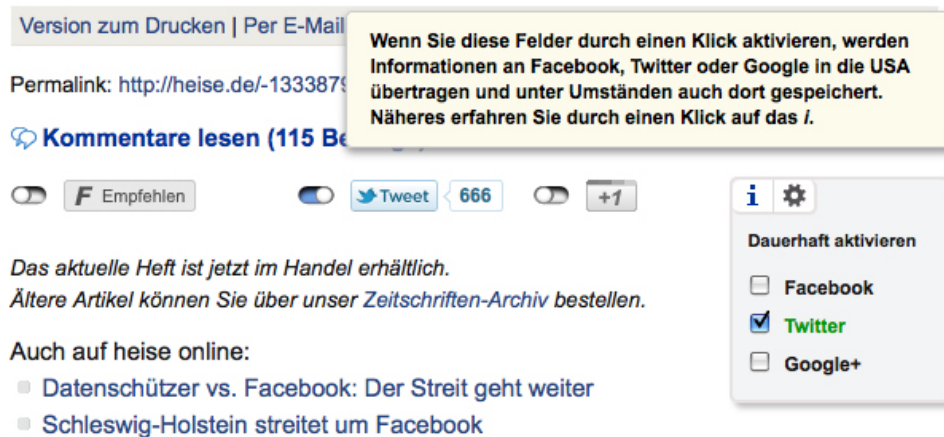 Version zum Drucken | Per E-Mail
Wenn Sie diese Felder durch einen Klick aktivieren, werden
Informationen an Facebook, Twitter oder Google in die USA
übertragen und unter Umständen auch dort gespeichert.
Näheres erfahren Sie durch einen Klick auf das i.
Permalink: http://heise.de/-1333879
Kommentare lesen (115
F Empfehlen
Tweet 666
+1
i
Dauerhaft aktivieren
Facebook
Twitter
Google+
Das aktuelle Heft ist jetzt im Handel erhältlich.
Ältere Artikel können Sie über unser Zeitschriften-Archiv bestellen.
Auch auf heise online:
Datenschützer vs. Facebook: Der Streit geht weiter
Schleswig-Holstein streitet um Facebook